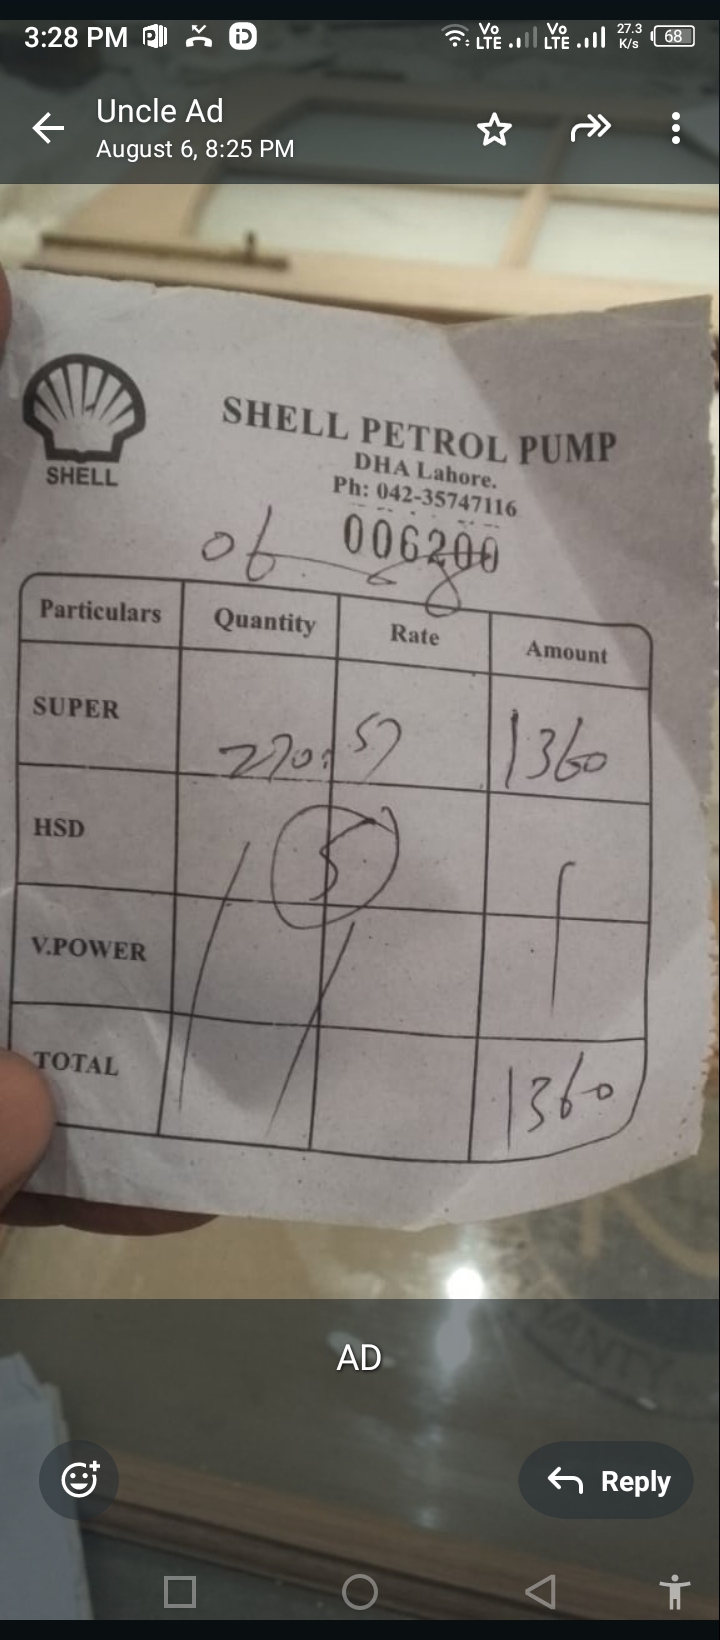 3:28 PM
Vo LTE Vo LTE 27.3 K/s 68
Uncle Ad
August 6, 8:25 PM
SHELL
SHELL PETROL PUMP
DHA Lahore.
Ph: 042-35747116
006200
06 8
Particulars Quantity Rate Amount
SUPER 270: 57 1360
HSD 5
V.POWER
TOTAL 1360
AD
Reply